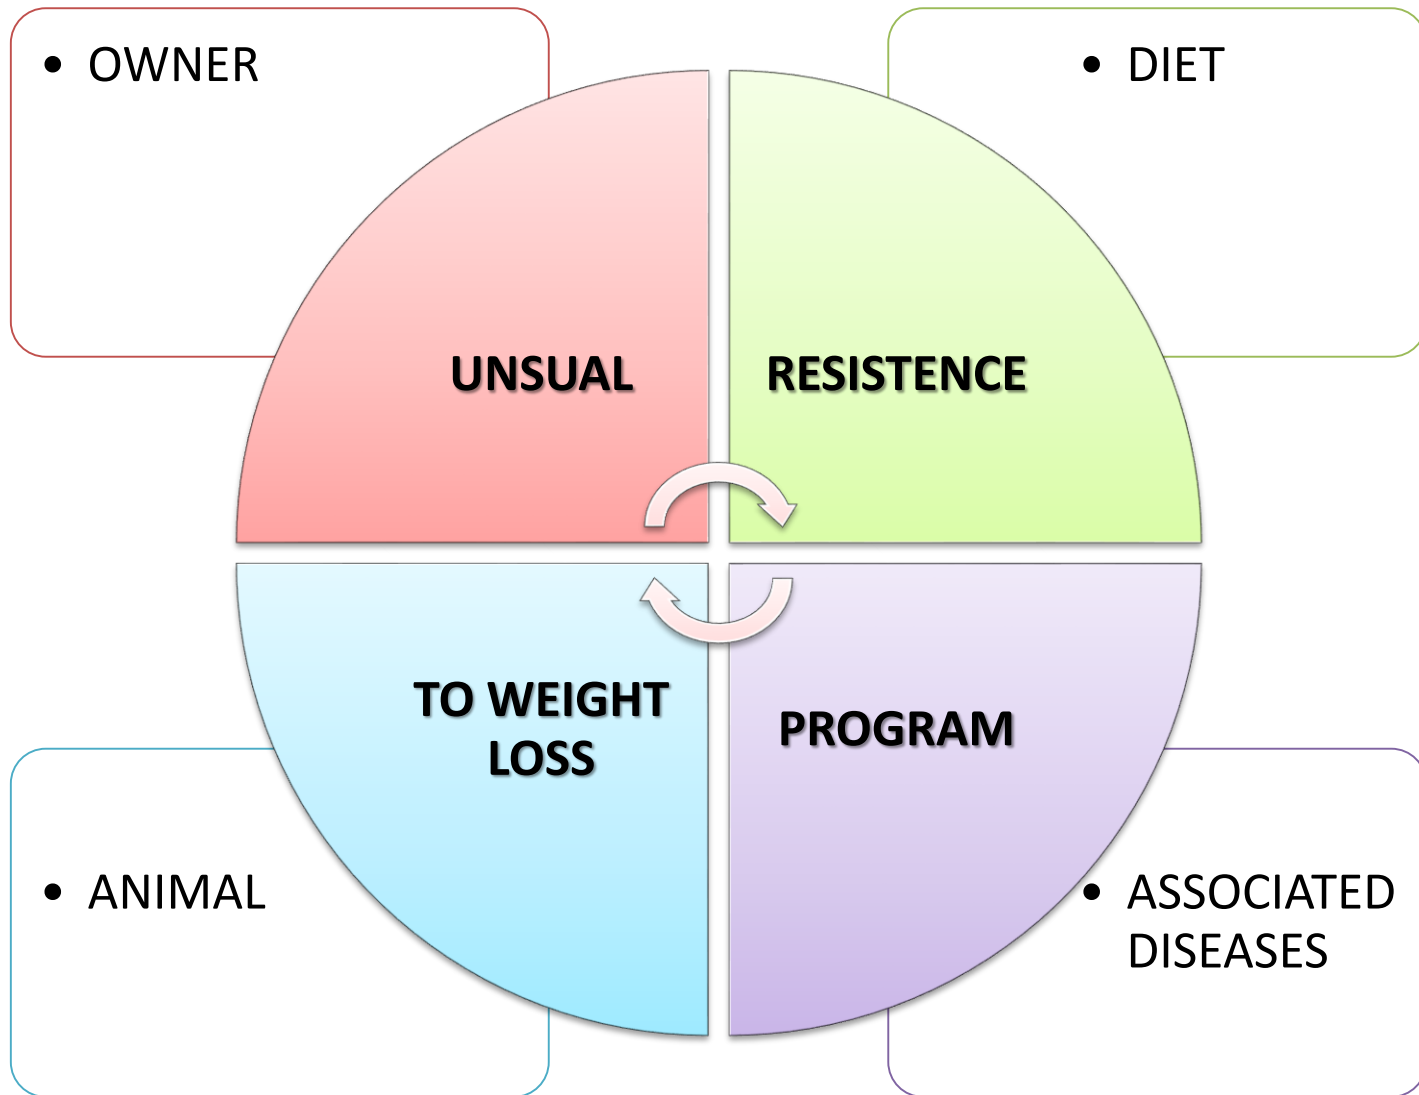 • OWNER
• DIET
UNSUAL
RESISTENCE
TO WEIGHT
LOSS
PROGRAM
• ANIMAL
• ASSOCIATED
DISEASES